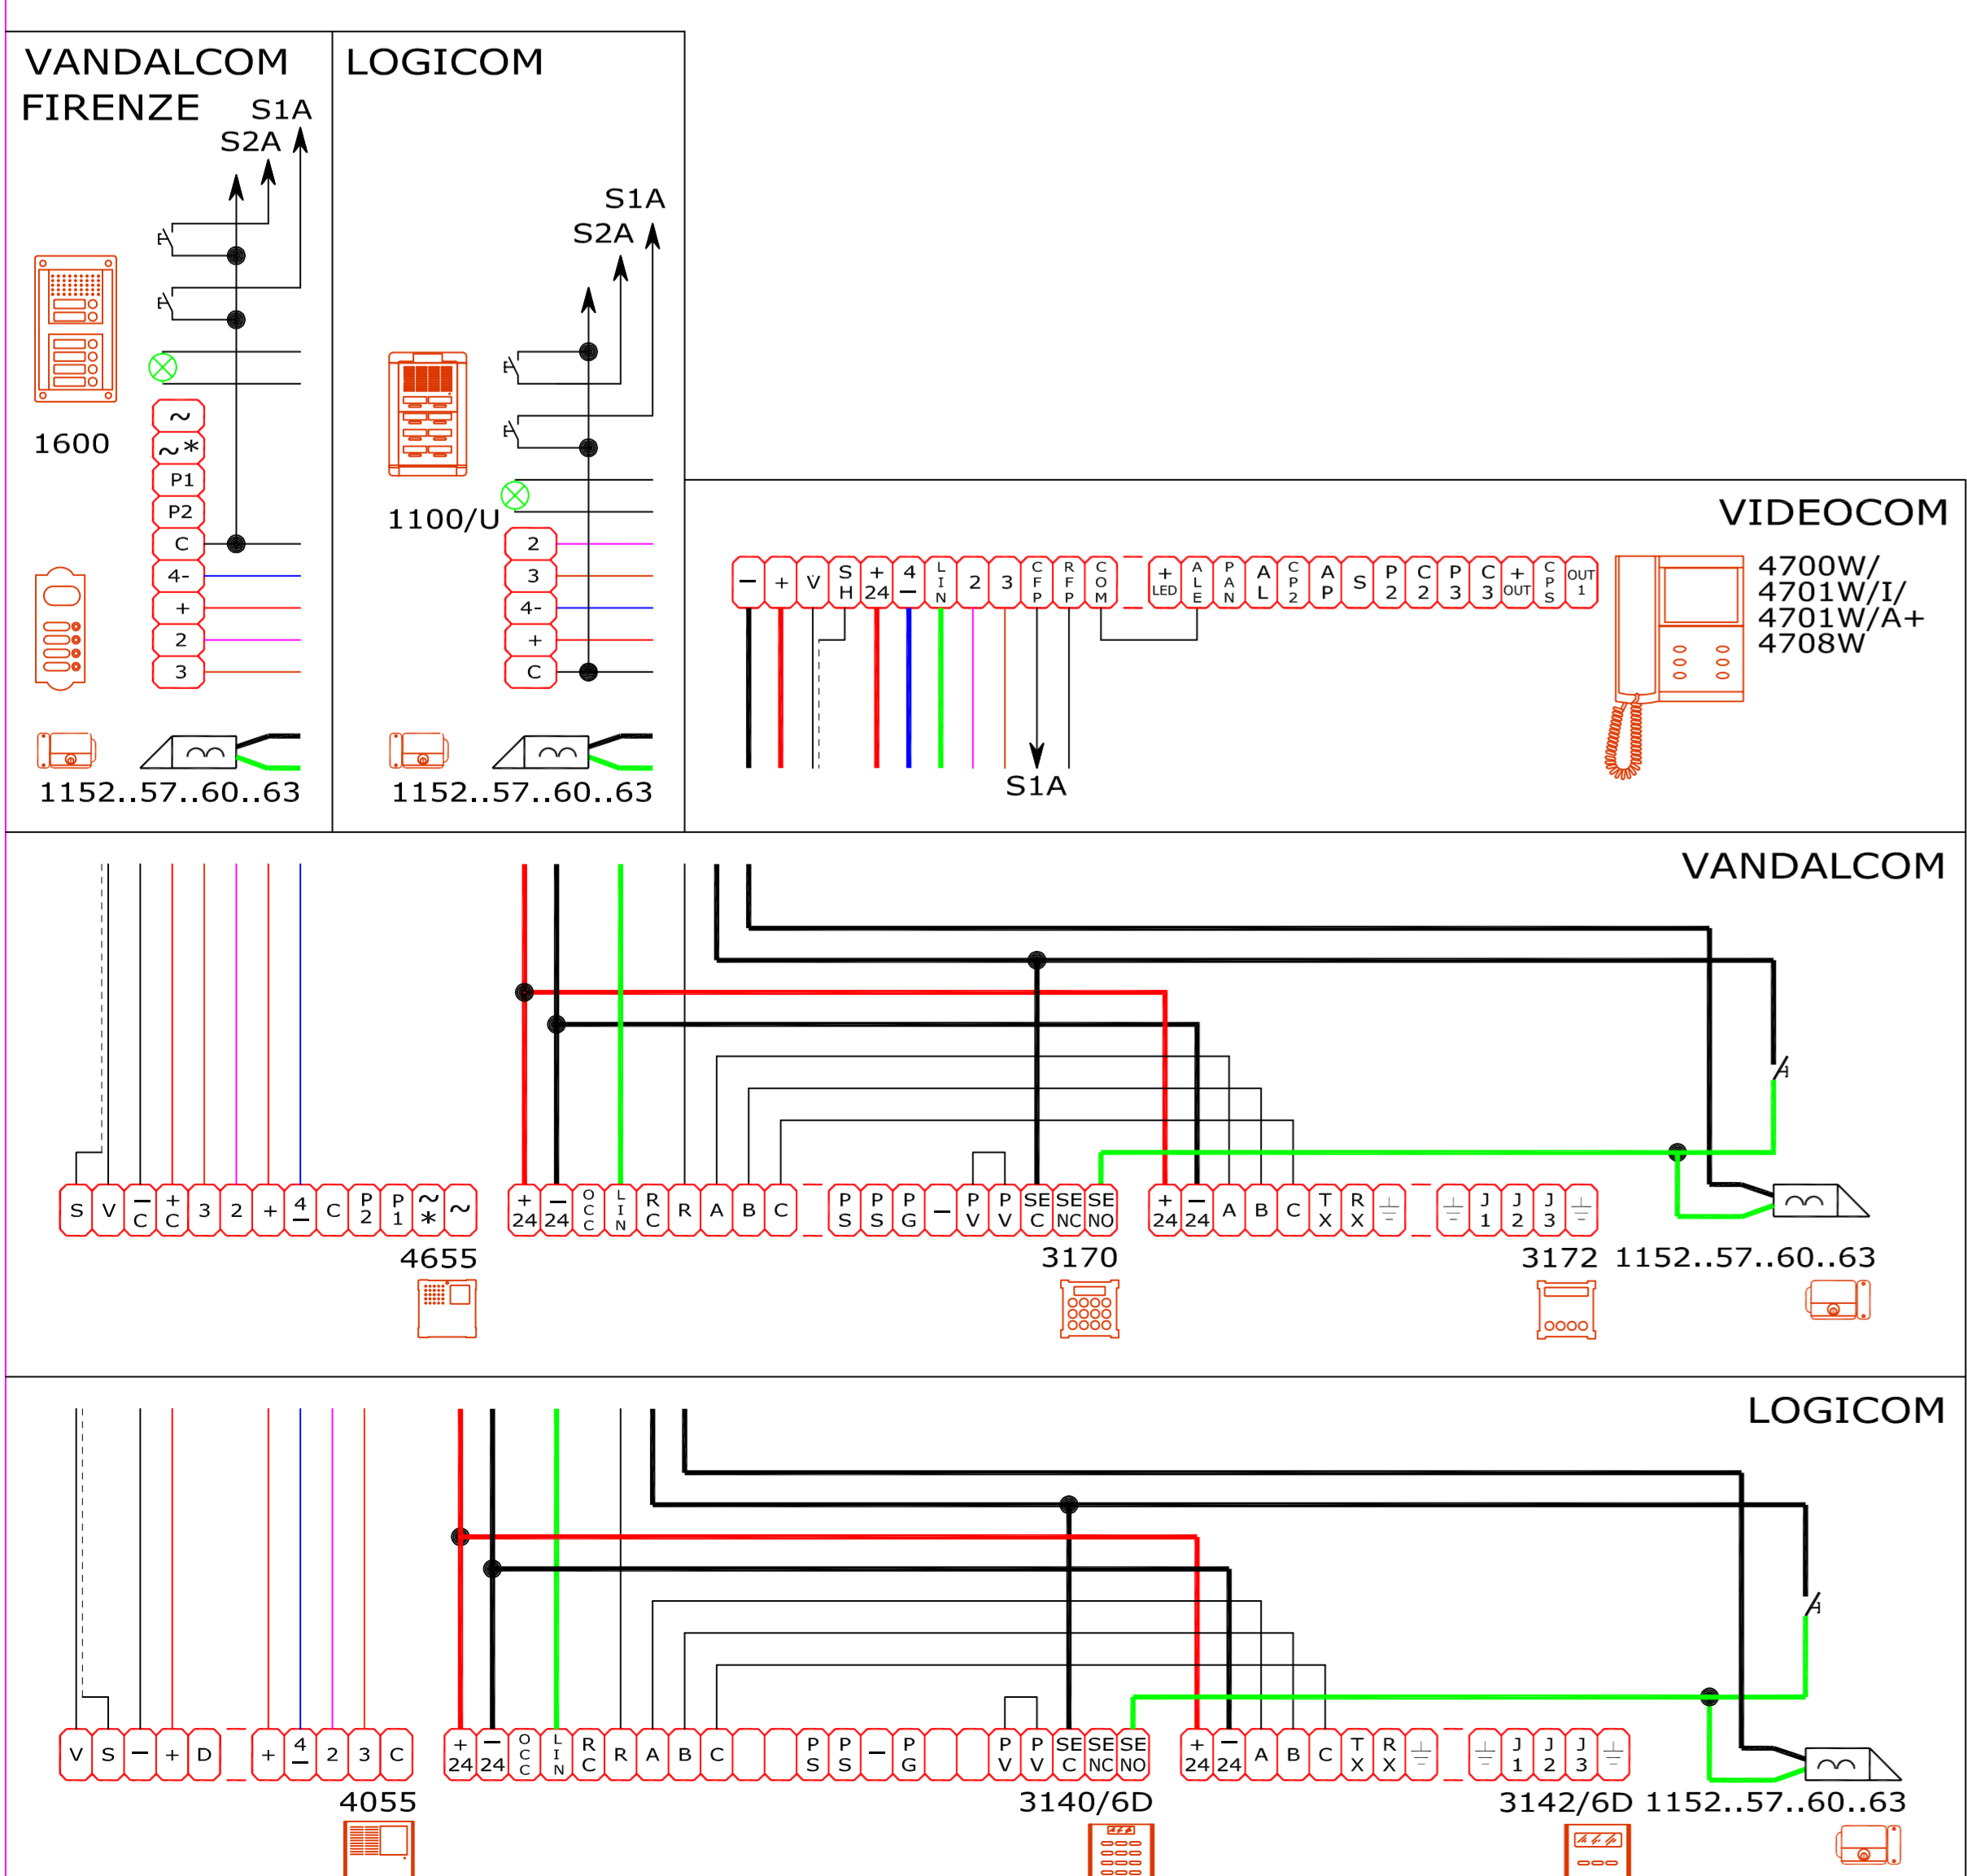 VANDALCOM
FIRENZE
S1A
S2A
1600
~
~*
P1
P2
C
4-
+
2
3
1152..57..60..63
LOGICOM
S1A
S2A
1100/U
2
3
4-
+
C
1152..57..60..63
VIDEOCOM
— + V SH +24 4— LIN 2 3 CFP RFP COM +LED ALE PAN AL CP2 AP S P2 C2 P3 C3 +OUT CPS OUT1
4700W/
4701W/I/
4701W/A+
4708W
S1A
VANDALCOM
S V —C +C 3 2 + 4— C P2 P1 ~* ~
4655
+24 —24 OCC LIN RC R A B C PS PS PG — PV PV SEC SENC SENO
3170
+24 —24 A B C TX RX J1 J2 J3
3172
1152..57..60..63
LOGICOM
V S — + D + 4— 2 3 C
4055
+24 —24 OCC LIN RC R A B C PS PS — PG PV PV SEC SENC SENO
3140/6D
+24 —24 A B C TX RX J1 J2 J3
3142/6D
1152..57..60..63